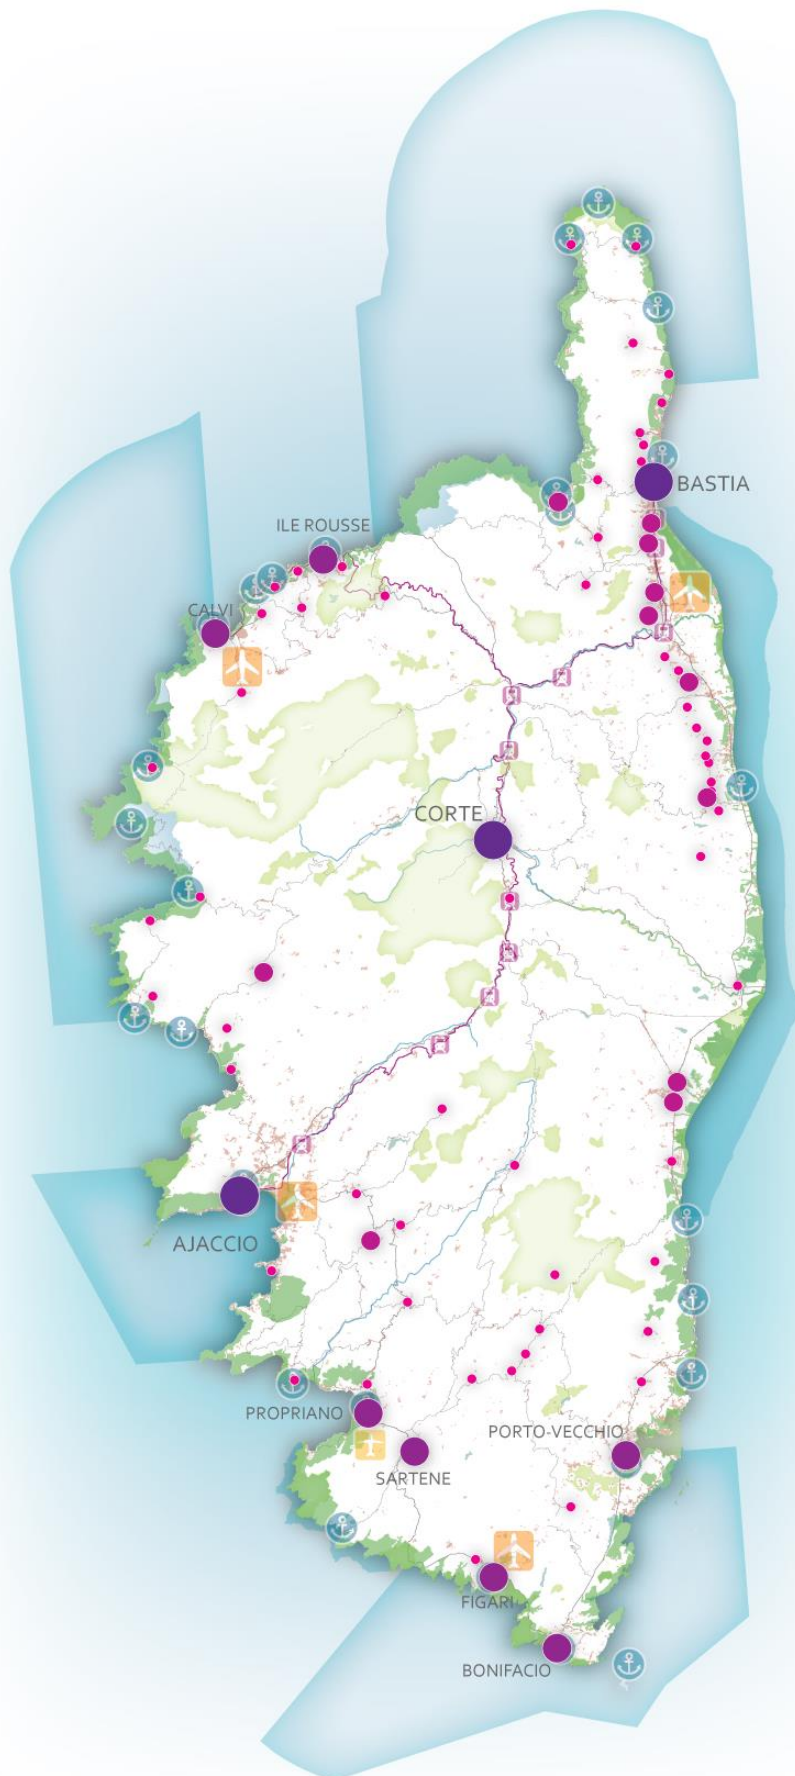 BASTIA
ILE ROUSSE
CALVI
CORTE
AJACCIO
PROPRIANO
PORTO-VECCHIO
SARTENE
FIGARI
BONIFACIO